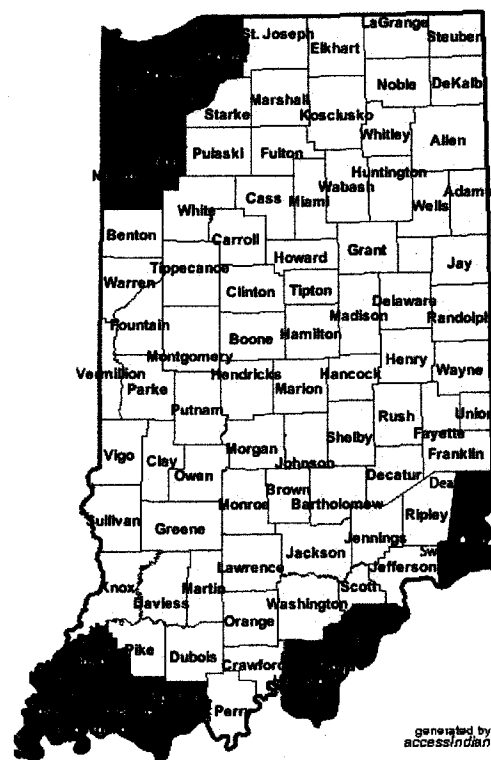 LaGrange
St. Joseph
Steuben
Elkhart
Noble
DeKalb
Marshall
Starke
Kosciusko
Whitley
Allen
Pulaski
Fulton
Huntington
Wabash
Adams
Cass
Miami
Wells
White
Carroll
Benton
Grant
Howard
Jay
Tippecanoe
Warren
Clinton
Tipton
Delaware
Madison
Randolph
Fountain
Hamilton
Boone
Montgomery
Henry
Hendricks
Hancock
Wayne
Vermillion
Parke
Marion
Putnam
Rush
Union
Shelby
Fayette
Vigo
Morgan
Franklin
Clay
Johnson
Owen
Decatur
Dea
Brown
Monroe
Bartholomew
Ripley
Sullivan
Greene
Jennings
Jackson
Sw
Jefferson
Lawrence
Knox
Martin
Scott
Daviess
Washington
Orange
Pike
Dubois
Crawford
Perry
generated by
accessIndian